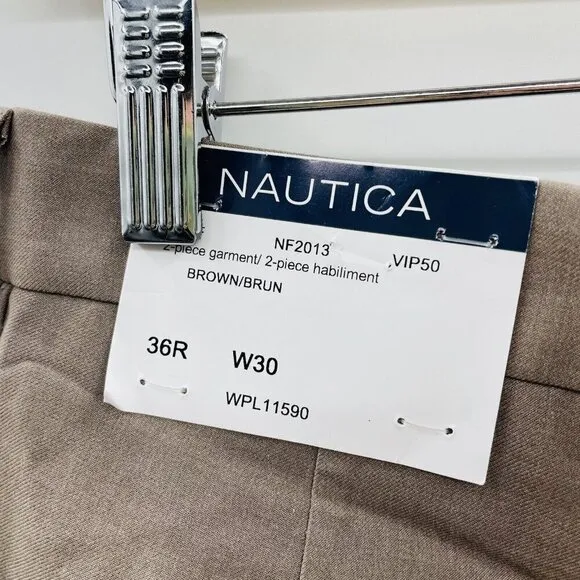 NAUTICA
NF2013 VIP50
2-piece garment/ 2-piece habiliment
BROWN/BRUN
36R W30
WPL11590